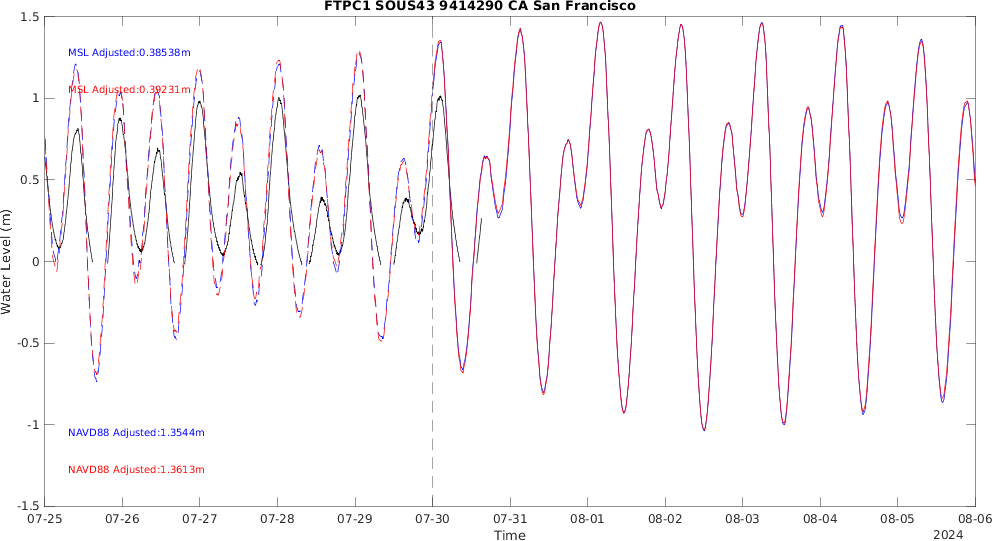 FTPC1 SOUS43 9414290 CA San Francisco
1.5
MSL Adjusted:0.38538m
MSL Adjusted:0.39231m
1
0.5
0
-0.5
-1
-1.5
Water Level (m)
NAVD88 Adjusted:1.3544m
NAVD88 Adjusted:1.3613m
07-25 07-26 07-27 07-28 07-29 07-30 07-31 08-01 08-02 08-03 08-04 08-05 08-06
Time
2024